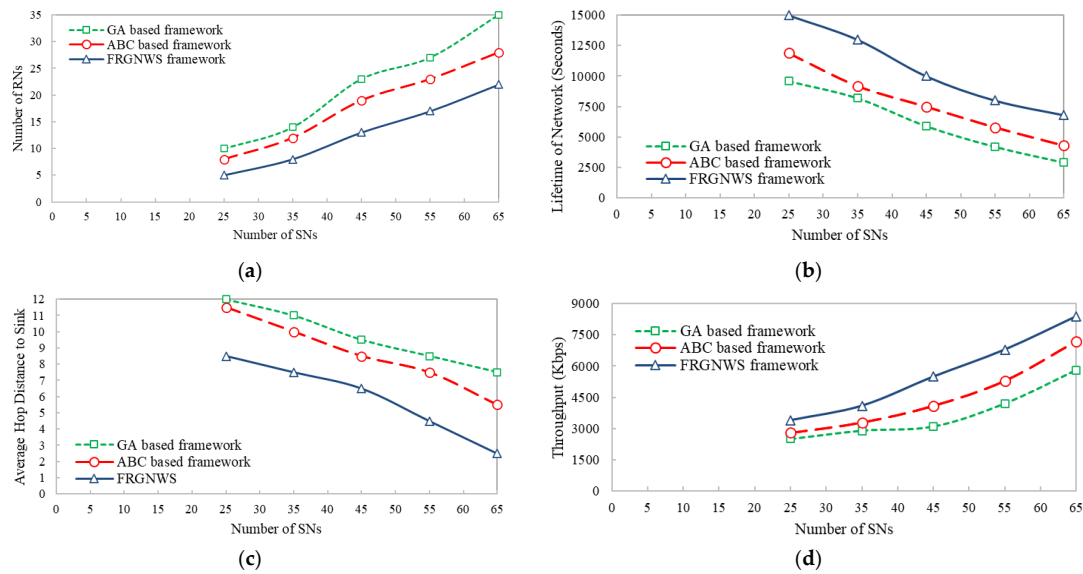 35
30
25
20
15
10
5
0
Number of RNs
GA based framework
ABC based framework
FRGNWS framework
0 5 10 15 20 25 30 35 40 45 50 55 60 65
Number of SNs
(a)
15000
12500
10000
7500
5000
2500
0
Lifetime of Network (Seconds)
GA based framework
ABC based framework
FRGNWS framework
0 5 10 15 20 25 30 35 40 45 50 55 60 65
Number of SNs
(b)
12
11
10
9
8
7
6
5
4
3
2
1
0
Average Hop Distance to Sink
GA based framework
ABC based framework
FRGNWS
0 5 10 15 20 25 30 35 40 45 50 55 60 65
Number of SNs
(c)
9000
7500
6000
4500
3000
1500
0
Throughput (Kbps)
GA based framework
ABC based framework
FRGNWS framework
0 5 10 15 20 25 30 35 40 45 50 55 60 65
Number of SNs
(d)